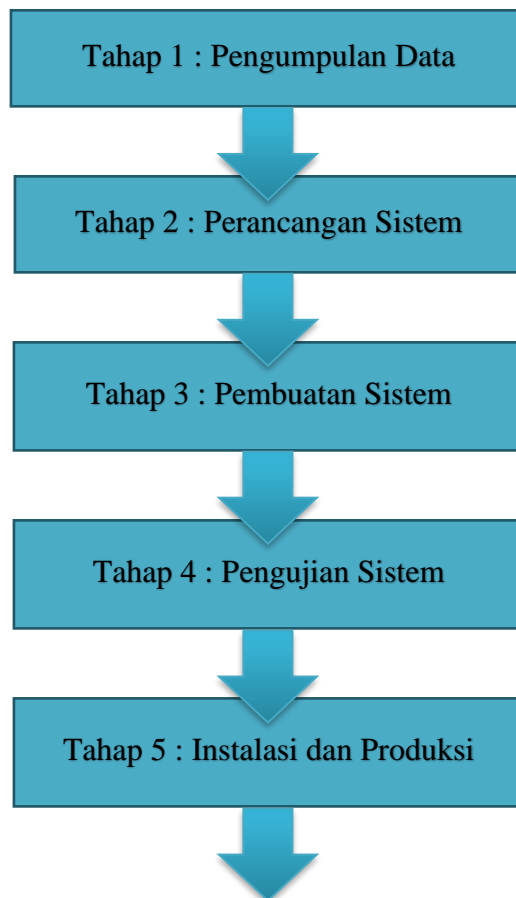 Tahap 1 : Pengumpulan Data
Tahap 2 : Perancangan Sistem
Tahap 3 : Pembuatan Sistem
Tahap 4 : Pengujian Sistem
Tahap 5 : Instalasi dan Produksi